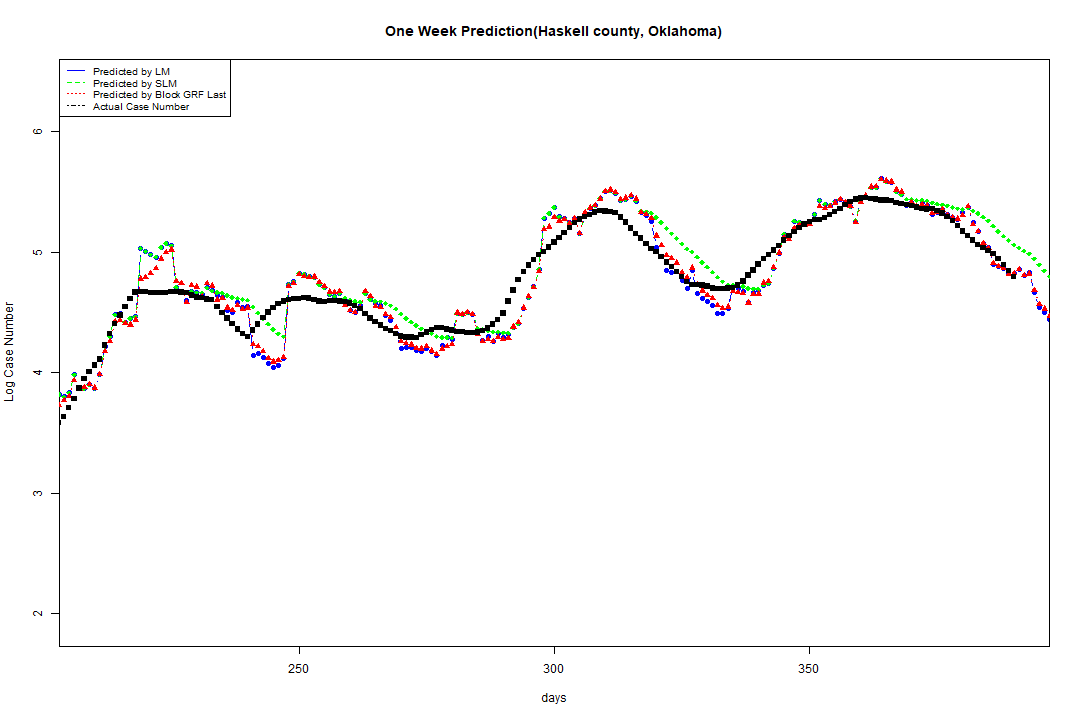 One Week Prediction(Haskell county, Oklahoma)
Predicted by LM
Predicted by SLM
Predicted by Block GRF Last
Actual Case Number
6
5
4
3
2
Log Case Number
250
300
350
days